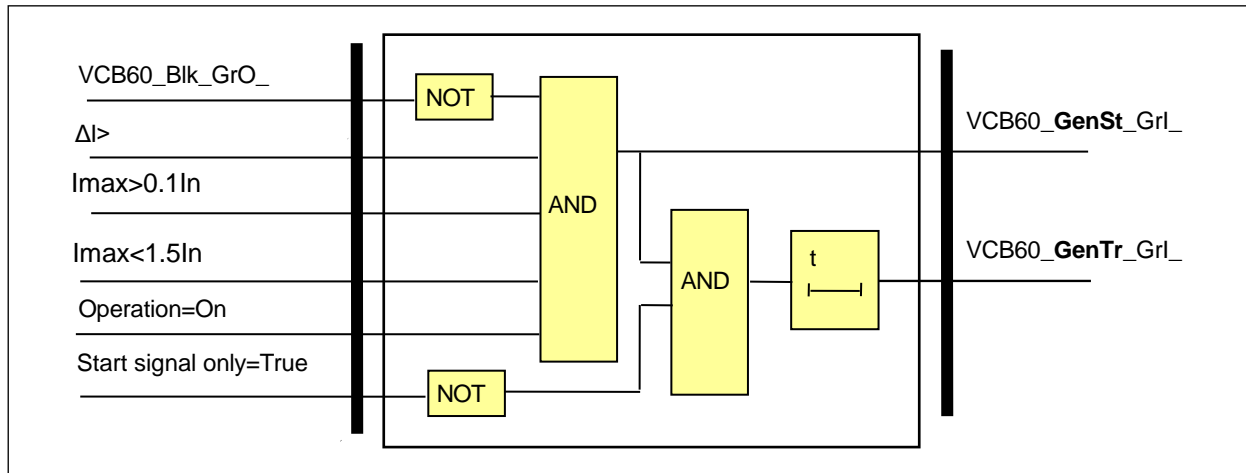 VCB60_Blk_GrO_
NOT
ΔI>
VCB60_GenSt_GrI_
Imax>0.1In
AND
Imax<1.5In
VCB60_GenTr_GrI_
t
AND
Operation=On
Start signal only=True
NOT